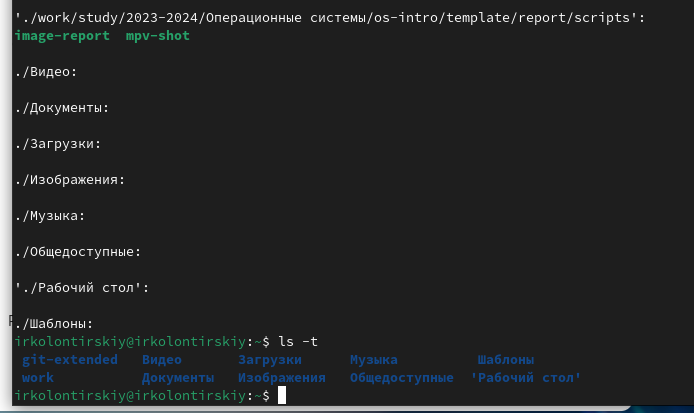 './work/study/2023-2024/Операционные системы/os-intro/template/report/scripts':
image-report  mpv-shot
./Видео:
./Документы:
./Загрузки:
./Изображения:
./Музыка:
./Общедоступные:
'./Рабочий стол':
./Шаблоны:
irkolontirskiy@irkolontirskiy:~$ ls -t
git-extended   Видео       Загрузки      Музыка          Шаблоны
work           Документы   Изображения   Общедоступные  'Рабочий стол'
irkolontirskiy@irkolontirskiy:~$